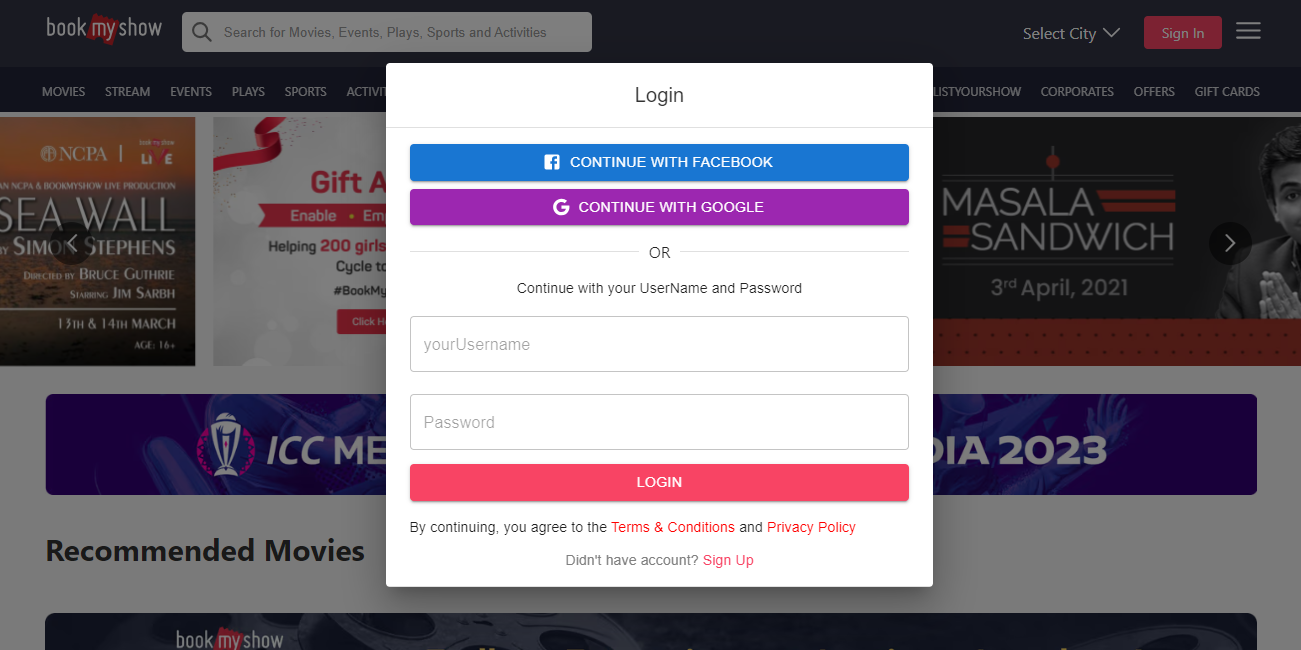 book my show
Search for Movies, Events, Plays, Sports and Activities
Select City
Sign In
MOVIES STREAM EVENTS PLAYS SPORTS ACTIVIT
LISTYOURSHOW CORPORATES OFFERS GIFT CARDS
NCPA | book my show LIVE
AN NCPA & BOOKMYSHOW LIVE PRODUCTION
SEA WALL
BY SIMON STEPHENS
DIRECTED BY BRUCE GUTHRIE
STARRING JIM SARBH
13TH & 14TH MARCH
AGE: 16+
Gift A
Enable • Em
Helping 200 girls
Cycle to
#BookMy
Click He
Login
CONTINUE WITH FACEBOOK
CONTINUE WITH GOOGLE
OR
Continue with your UserName and Password
yourUsername
Password
LOGIN
By continuing, you agree to the Terms & Conditions and Privacy Policy
Didn't have account? Sign Up
MASALA
SANDWICH
3rd April, 2021
ICC ME
DIA 2023
Recommended Movies
book my show